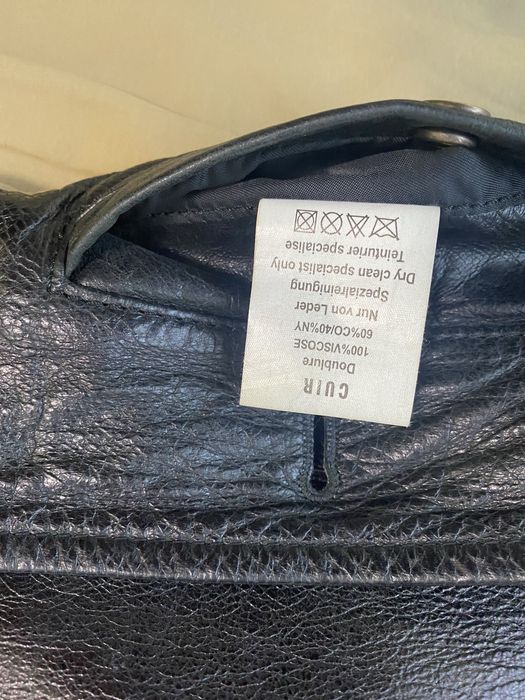 CUIR
Doublure
100%VISCOSE
60%CO/40%NY
Nur von Leder
Spezialreinigung
Dry clean specialist only
Teinturier specialise